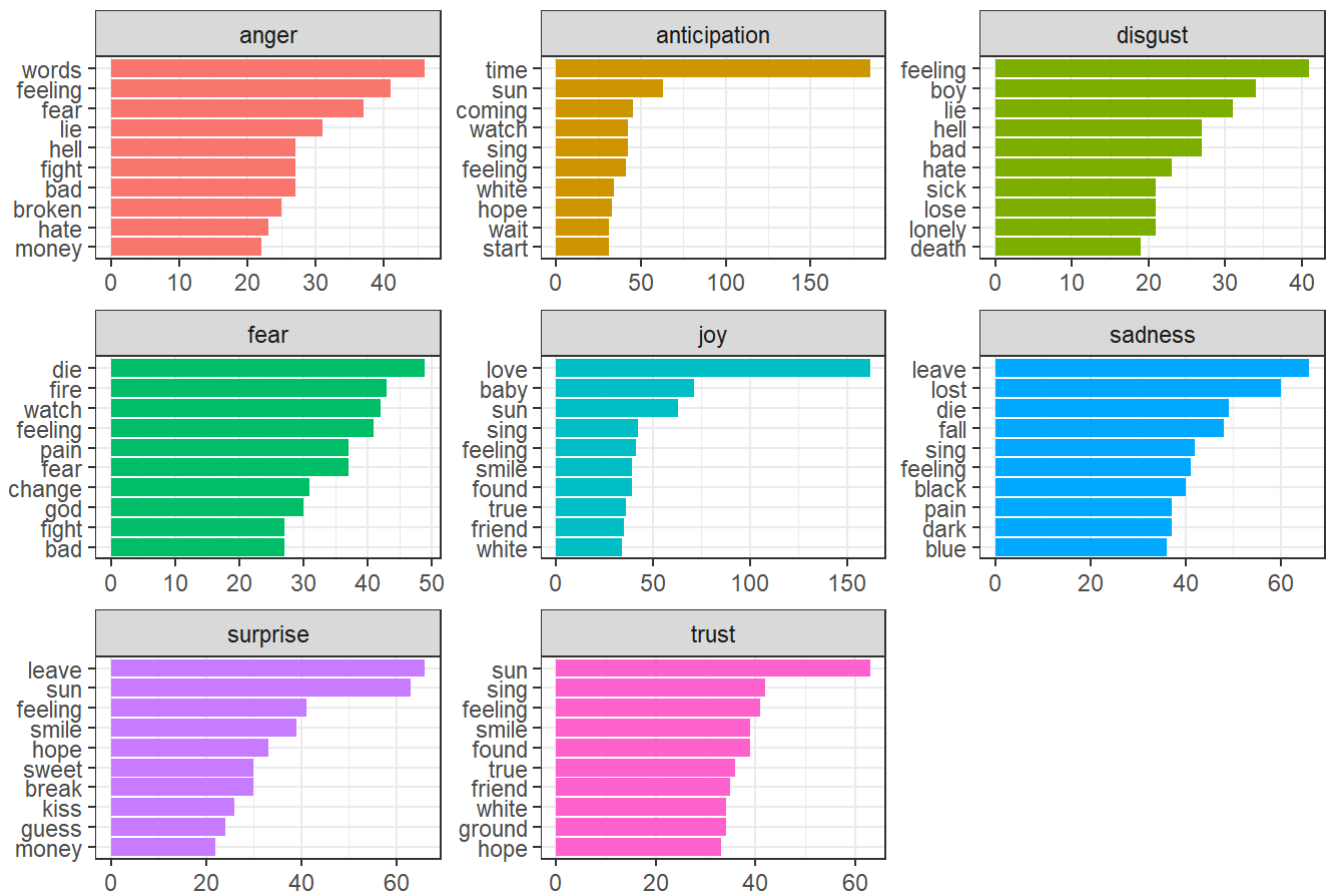 anger
words
feeling
fear
lie
hell
fight
bad
broken
hate
money
0 10 20 30 40
anticipation
time
sun
coming
watch
sing
feeling
white
hope
wait
start
0 50 100 150
disgust
feeling
boy
lie
hell
bad
hate
sick
lose
lonely
death
0 10 20 30 40
fear
die
fire
watch
feeling
pain
fear
change
god
fight
bad
0 10 20 30 40 50
joy
love
baby
sun
sing
feeling
smile
found
true
friend
white
0 50 100 150
sadness
leave
lost
die
fall
sing
feeling
black
pain
dark
blue
0 20 40 60
surprise
leave
sun
feeling
smile
hope
sweet
break
kiss
guess
money
0 20 40 60
trust
sun
sing
feeling
smile
found
true
friend
white
ground
hope
0 20 40 60